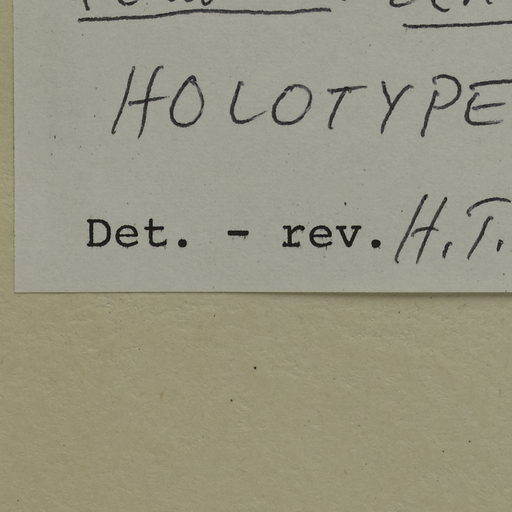 HOLOTYPE
Det. - rev. H.T.